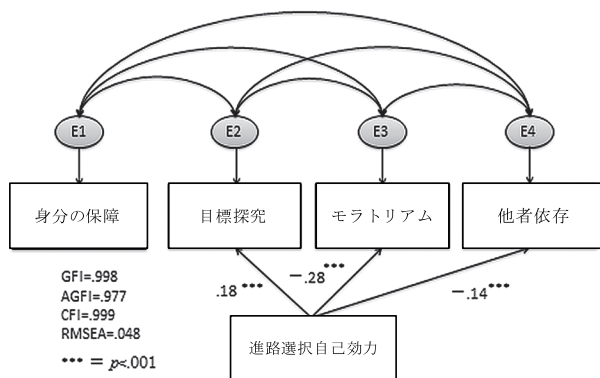 E1 E2 E3 E4
身分の保障 目標探究 モラトリアム 他者依存
.18*** －.28*** －.14***
GFI=.998
AGFI=.977
CFI=.999
RMSEA=.048
*** = p<.001
進路選択自己効力